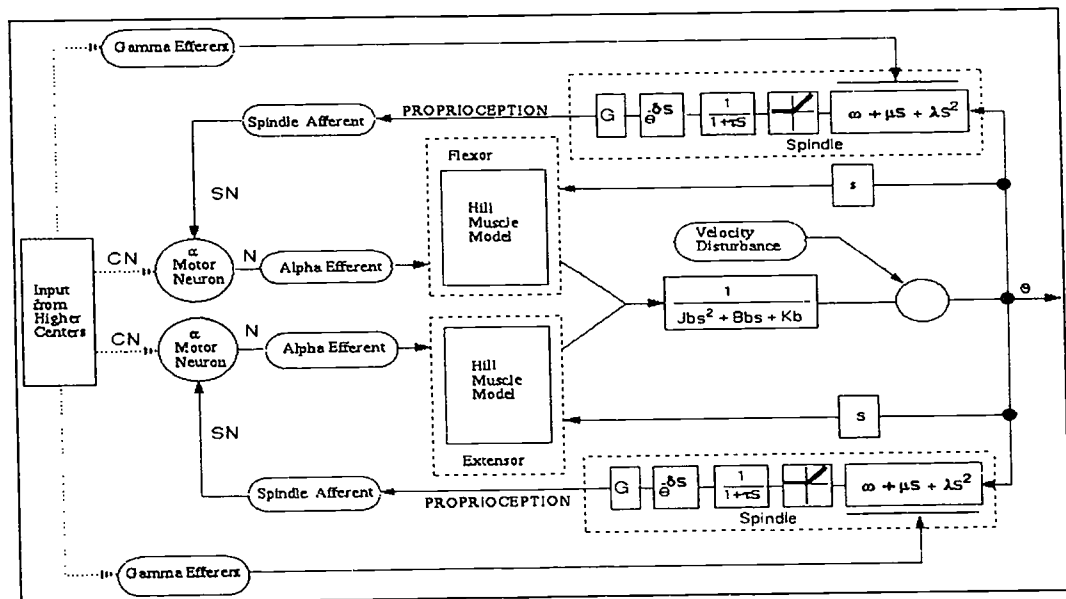 Gamma Efferent
PROPRIOCEPTION
Spindle Afferent
G
e^δS
1
1+τS
ω + μS + λS²
Spindle
Flexor
s
SN
Hill
Muscle
Model
Velocity
Disturbance
CN
α
Motor
Neuron
N
Alpha Efferent
θ
Input
from
Higher
Centers
1
Jbs² + Bbs + Kb
CN
α
Motor
Neuron
N
Alpha Efferent
Hill
Muscle
Model
s
SN
Extensor
Spindle Afferent
PROPRIOCEPTION
G
e^δS
1
1+τS
ω + μS + λS²
Spindle
Gamma Efferent